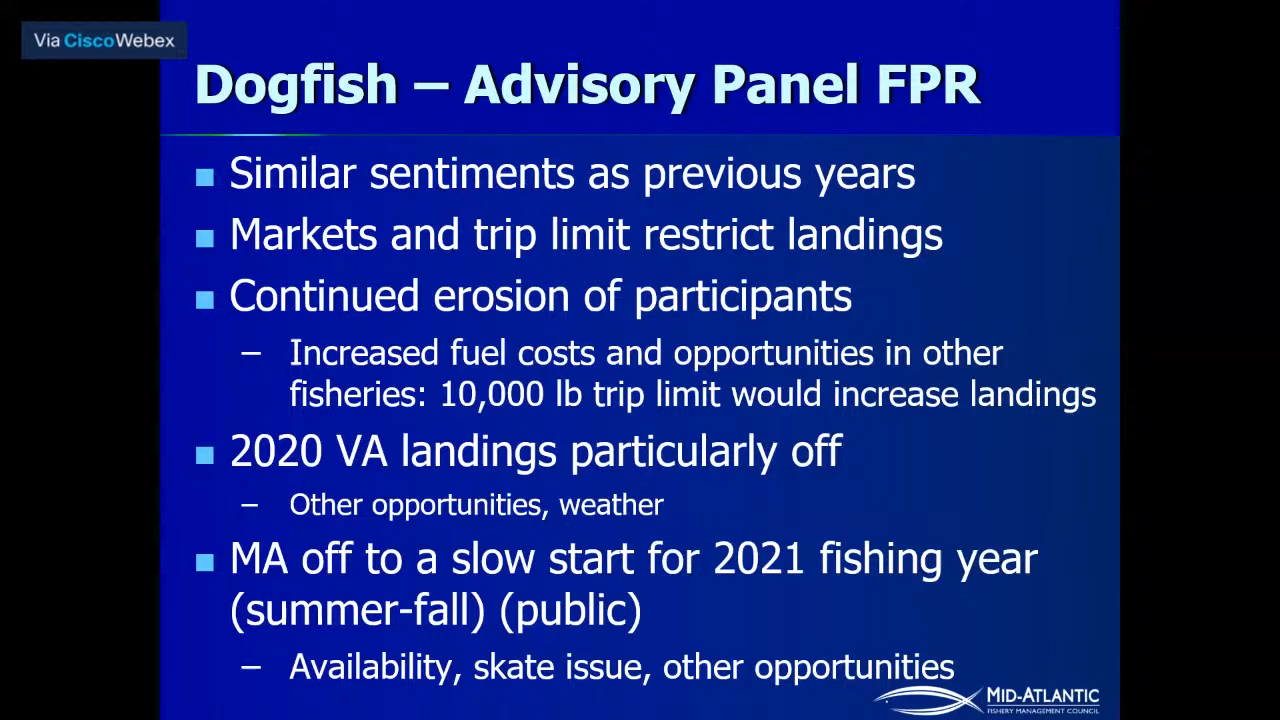 Via CiscoWebex
Dogfish – Advisory Panel FPR
Similar sentiments as previous years
Markets and trip limit restrict landings
Continued erosion of participants
– Increased fuel costs and opportunities in other
fisheries: 10,000 lb trip limit would increase landings
2020 VA landings particularly off
– Other opportunities, weather
MA off to a slow start for 2021 fishing year
(summer-fall) (public)
– Availability, skate issue, other opportunities
MID-ATLANTIC
FISHERY MANAGEMENT COUNCIL